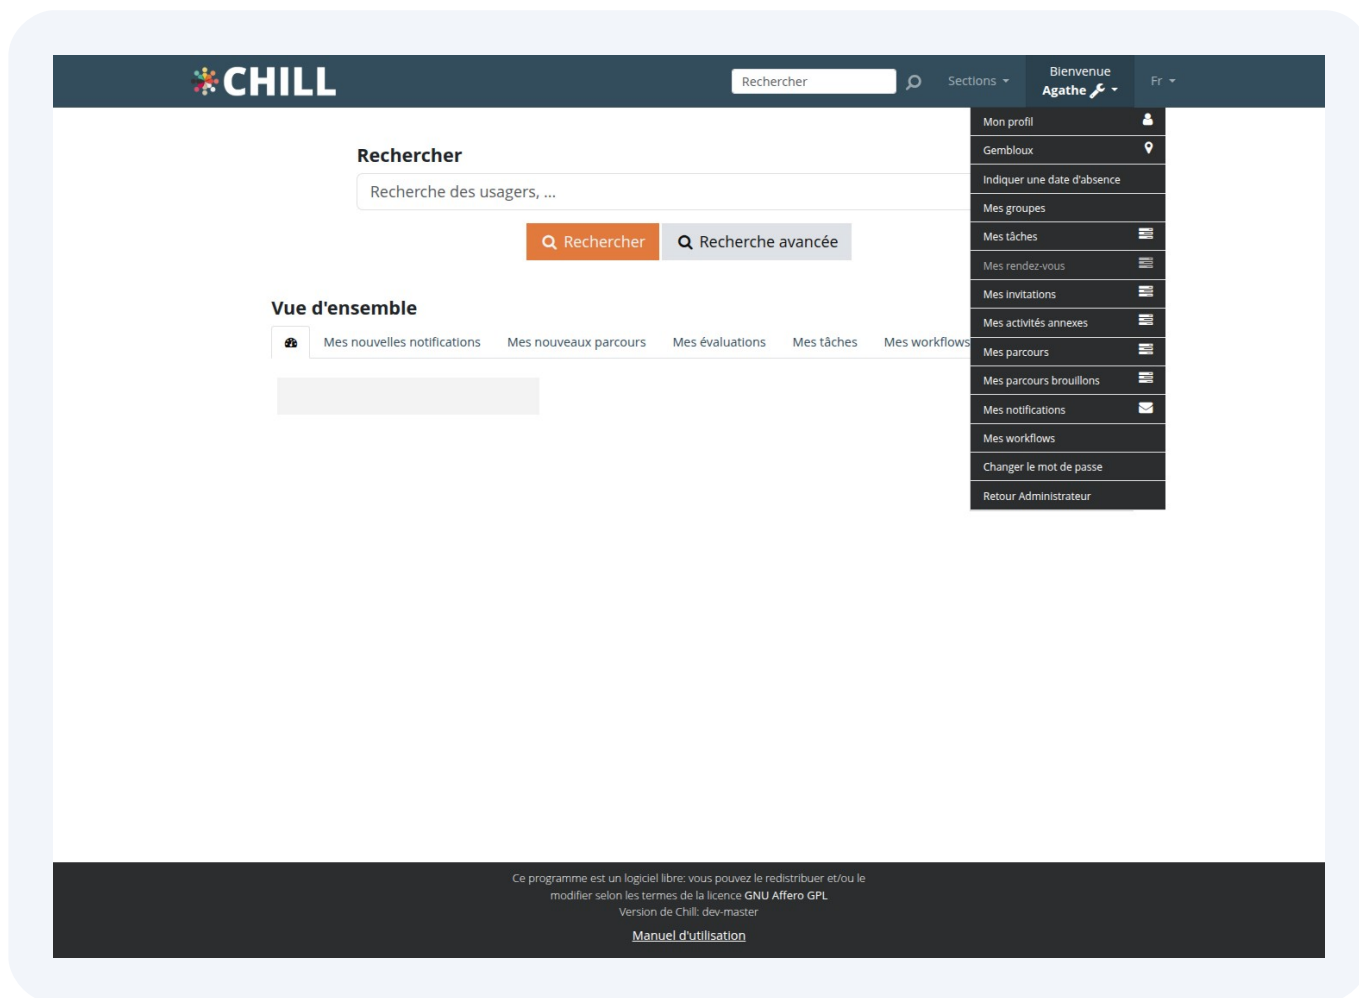 CHILL
Rechercher
Sections
Bienvenue
Agathe
Fr
Mon profil
Gembloux
Indiquer une date d'absence
Mes groupes
Mes tâches
Mes rendez-vous
Mes invitations
Mes activités annexes
Mes parcours
Mes parcours brouillons
Mes notifications
Mes workflows
Changer le mot de passe
Retour Administrateur
Rechercher
Recherche des usagers, ...
Rechercher
Recherche avancée
Vue d'ensemble
Mes nouvelles notifications Mes nouveaux parcours Mes évaluations Mes tâches Mes workflows
Ce programme est un logiciel libre: vous pouvez le redistribuer et/ou le
modifier selon les termes de la licence GNU Affero GPL
Version de Chill: dev-master
Manuel d'utilisation